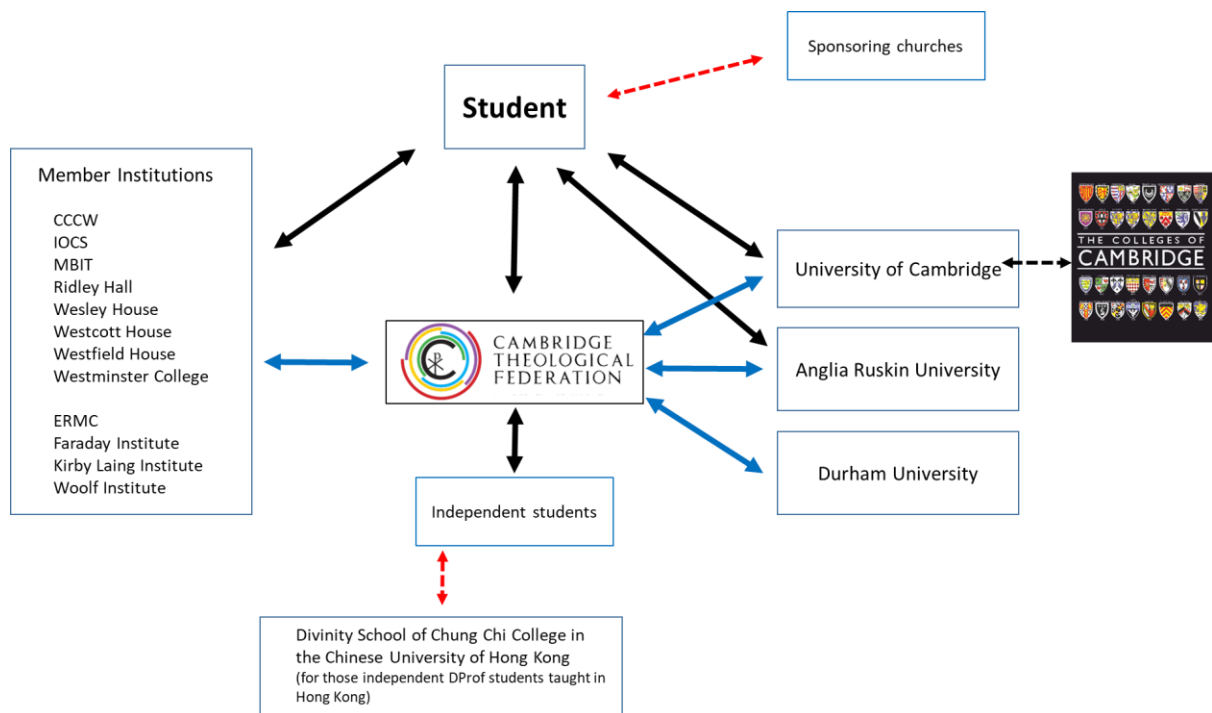 Sponsoring churches
Student
Member Institutions
CCCW
IOCS
MBIT
Ridley Hall
Wesley House
Westcott House
Westfield House
Westminster College
ERMC
Faraday Institute
Kirby Laing Institute
Woolf Institute
CAMBRIDGE
THEOLOGICAL
FEDERATION
University of Cambridge
THE COLLEGES OF
CAMBRIDGE
Anglia Ruskin University
Durham University
Independent students
Divinity School of Chung Chi College in
the Chinese University of Hong Kong
(for those independent DProf students taught in
Hong Kong)